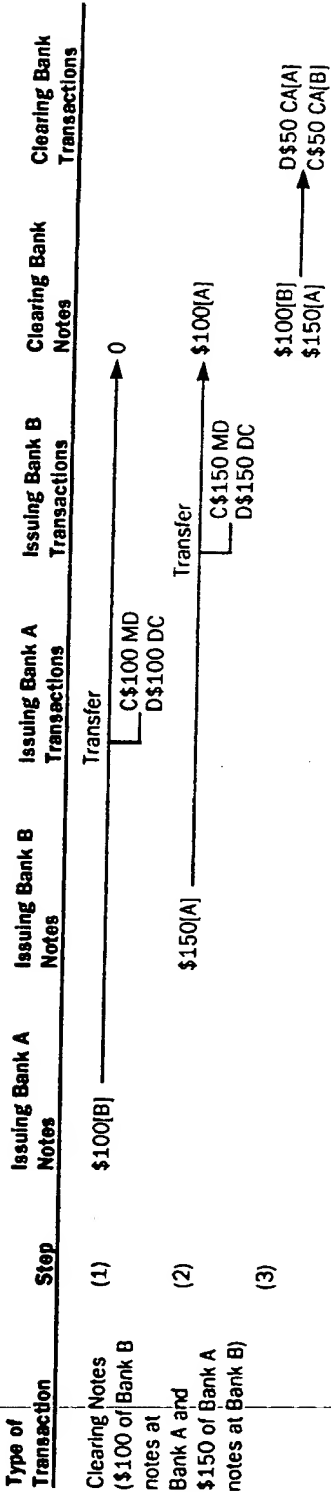 Type of
Transaction
Step
Issuing Bank A
Notes
Issuing Bank B
Notes
Issuing Bank A
Transactions
Issuing Bank B
Transactions
Clearing Bank
Notes
Clearing Bank
Transactions
Clearing Notes
($100 of Bank B
notes at
Bank A and
$150 of Bank A
notes at Bank B)
(1)
$100[B]
Transfer
0
C$100 MD
D$100 DC
(2)
$150[A]
Transfer
$100[A]
C$150 MD
D$150 DC
(3)
$100[B]
$150[A]
D$50 CA[A]
C$50 CA[B]